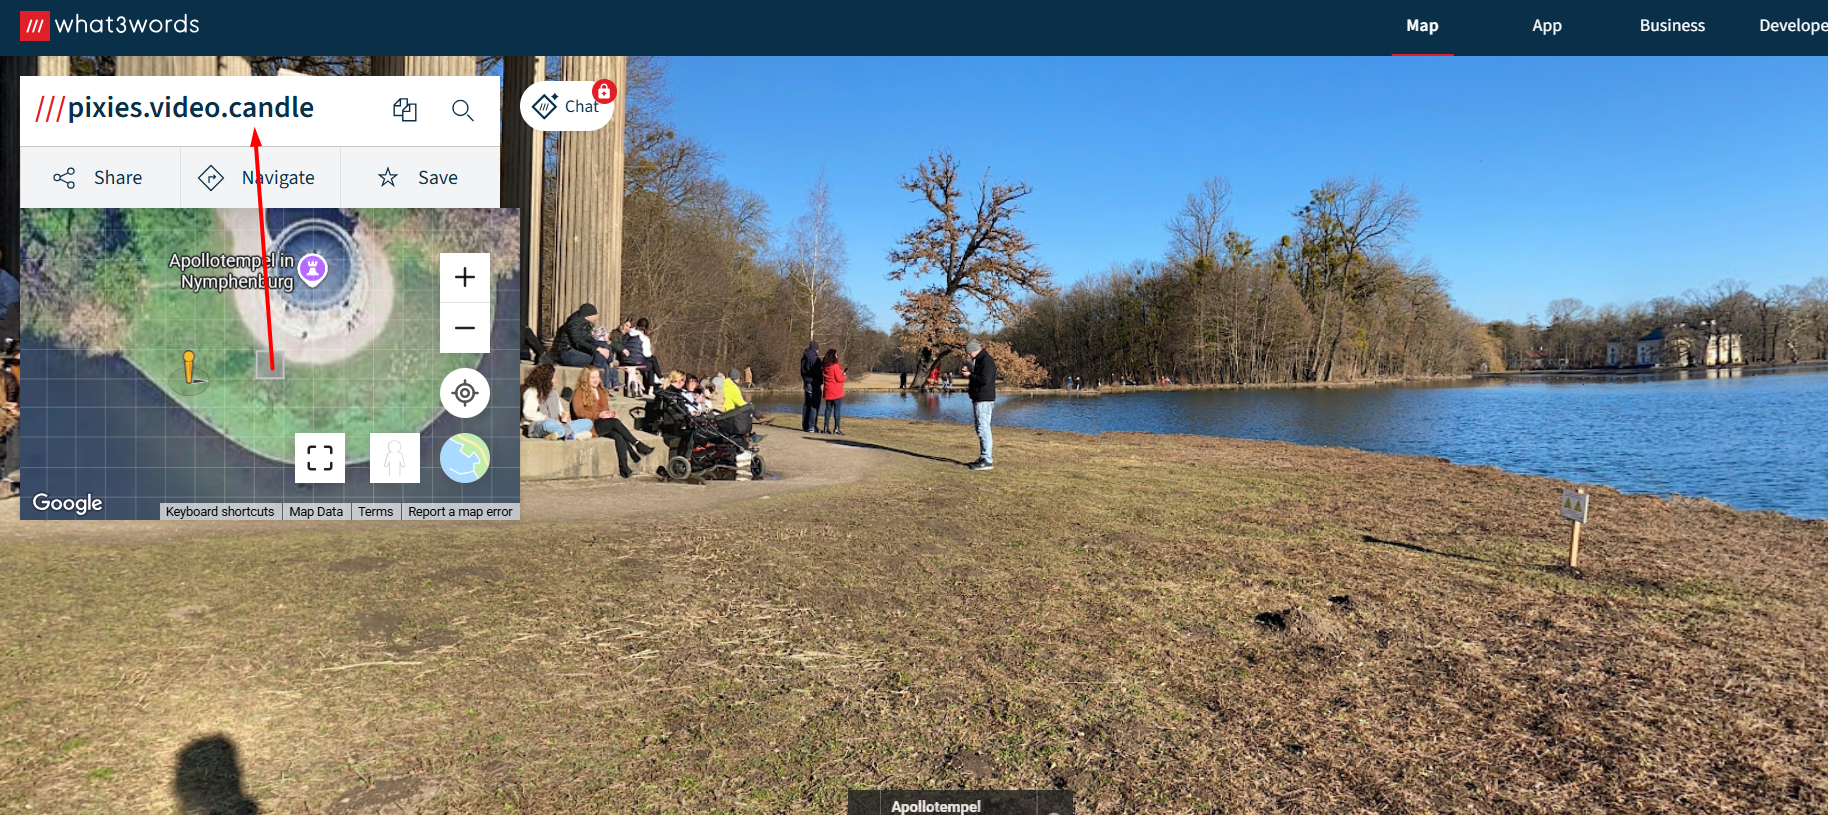 what3words
Map
App
Business
Develope
///pixies.video.candle
Chat
Share
Navigate
Save
Apollotempel in
Nymphenburg
Google
Keyboard shortcuts
Map Data
Terms
Report a map error
Apollotempel